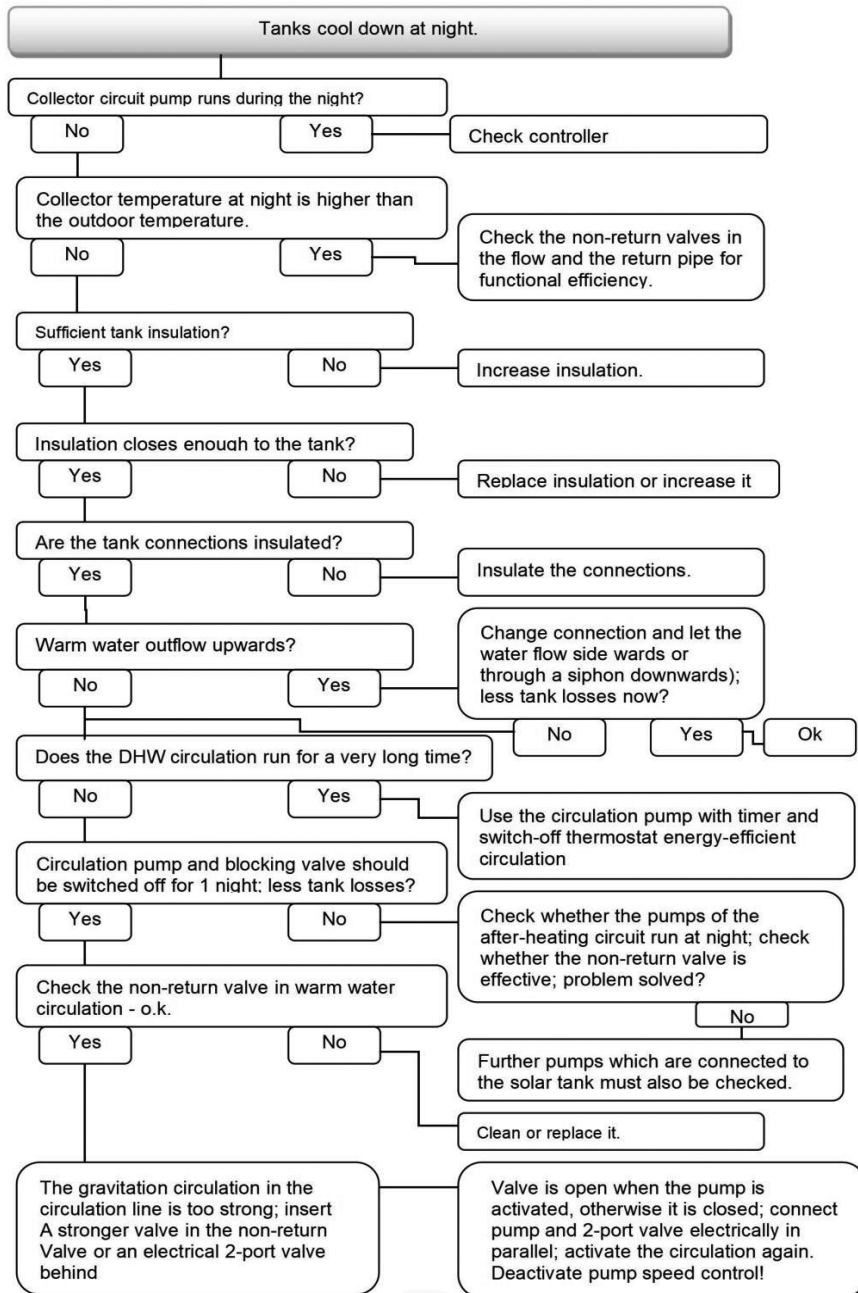 Tanks cool down at night.
Collector circuit pump runs during the night?
No
Yes
Check controller
Collector temperature at night is higher than
the outdoor temperature.
No
Yes
Check the non-return valves in
the flow and the return pipe for
functional efficiency.
Sufficient tank insulation?
Yes
No
Increase insulation.
Insulation closes enough to the tank?
Yes
No
Replace insulation or increase it
Are the tank connections insulated?
Yes
No
Insulate the connections.
Warm water outflow upwards?
No
Yes
Change connection and let the
water flow side wards or
through a siphon downwards);
less tank losses now?
No
Yes
Ok
Does the DHW circulation run for a very long time?
No
Yes
Use the circulation pump with timer and
switch-off thermostat energy-efficient
circulation
Circulation pump and blocking valve should
be switched off for 1 night; less tank losses?
Yes
No
Check whether the pumps of the
after-heating circuit run at night; check
whether the non-return valve is
effective; problem solved?
No
Further pumps which are connected to
the solar tank must also be checked.
Check the non-return valve in warm water
circulation - o.k.
Yes
No
Clean or replace it.
The gravitation circulation in the
circulation line is too strong; insert
A stronger valve in the non-return
Valve or an electrical 2-port valve
behind
Valve is open when the pump is
activated, otherwise it is closed; connect
pump and 2-port valve electrically in
parallel; activate the circulation again.
Deactivate pump speed control!